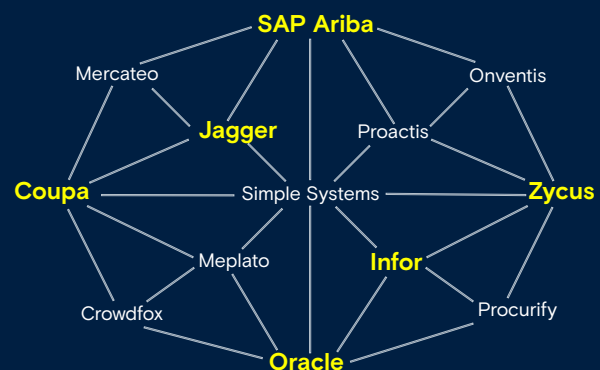 SAP Ariba
Mercateo
Onventis
Jagger
Proactis
Coupa
Simple Systems
Zycus
Meplato
Infor
Crowdfox
Procurify
Oracle